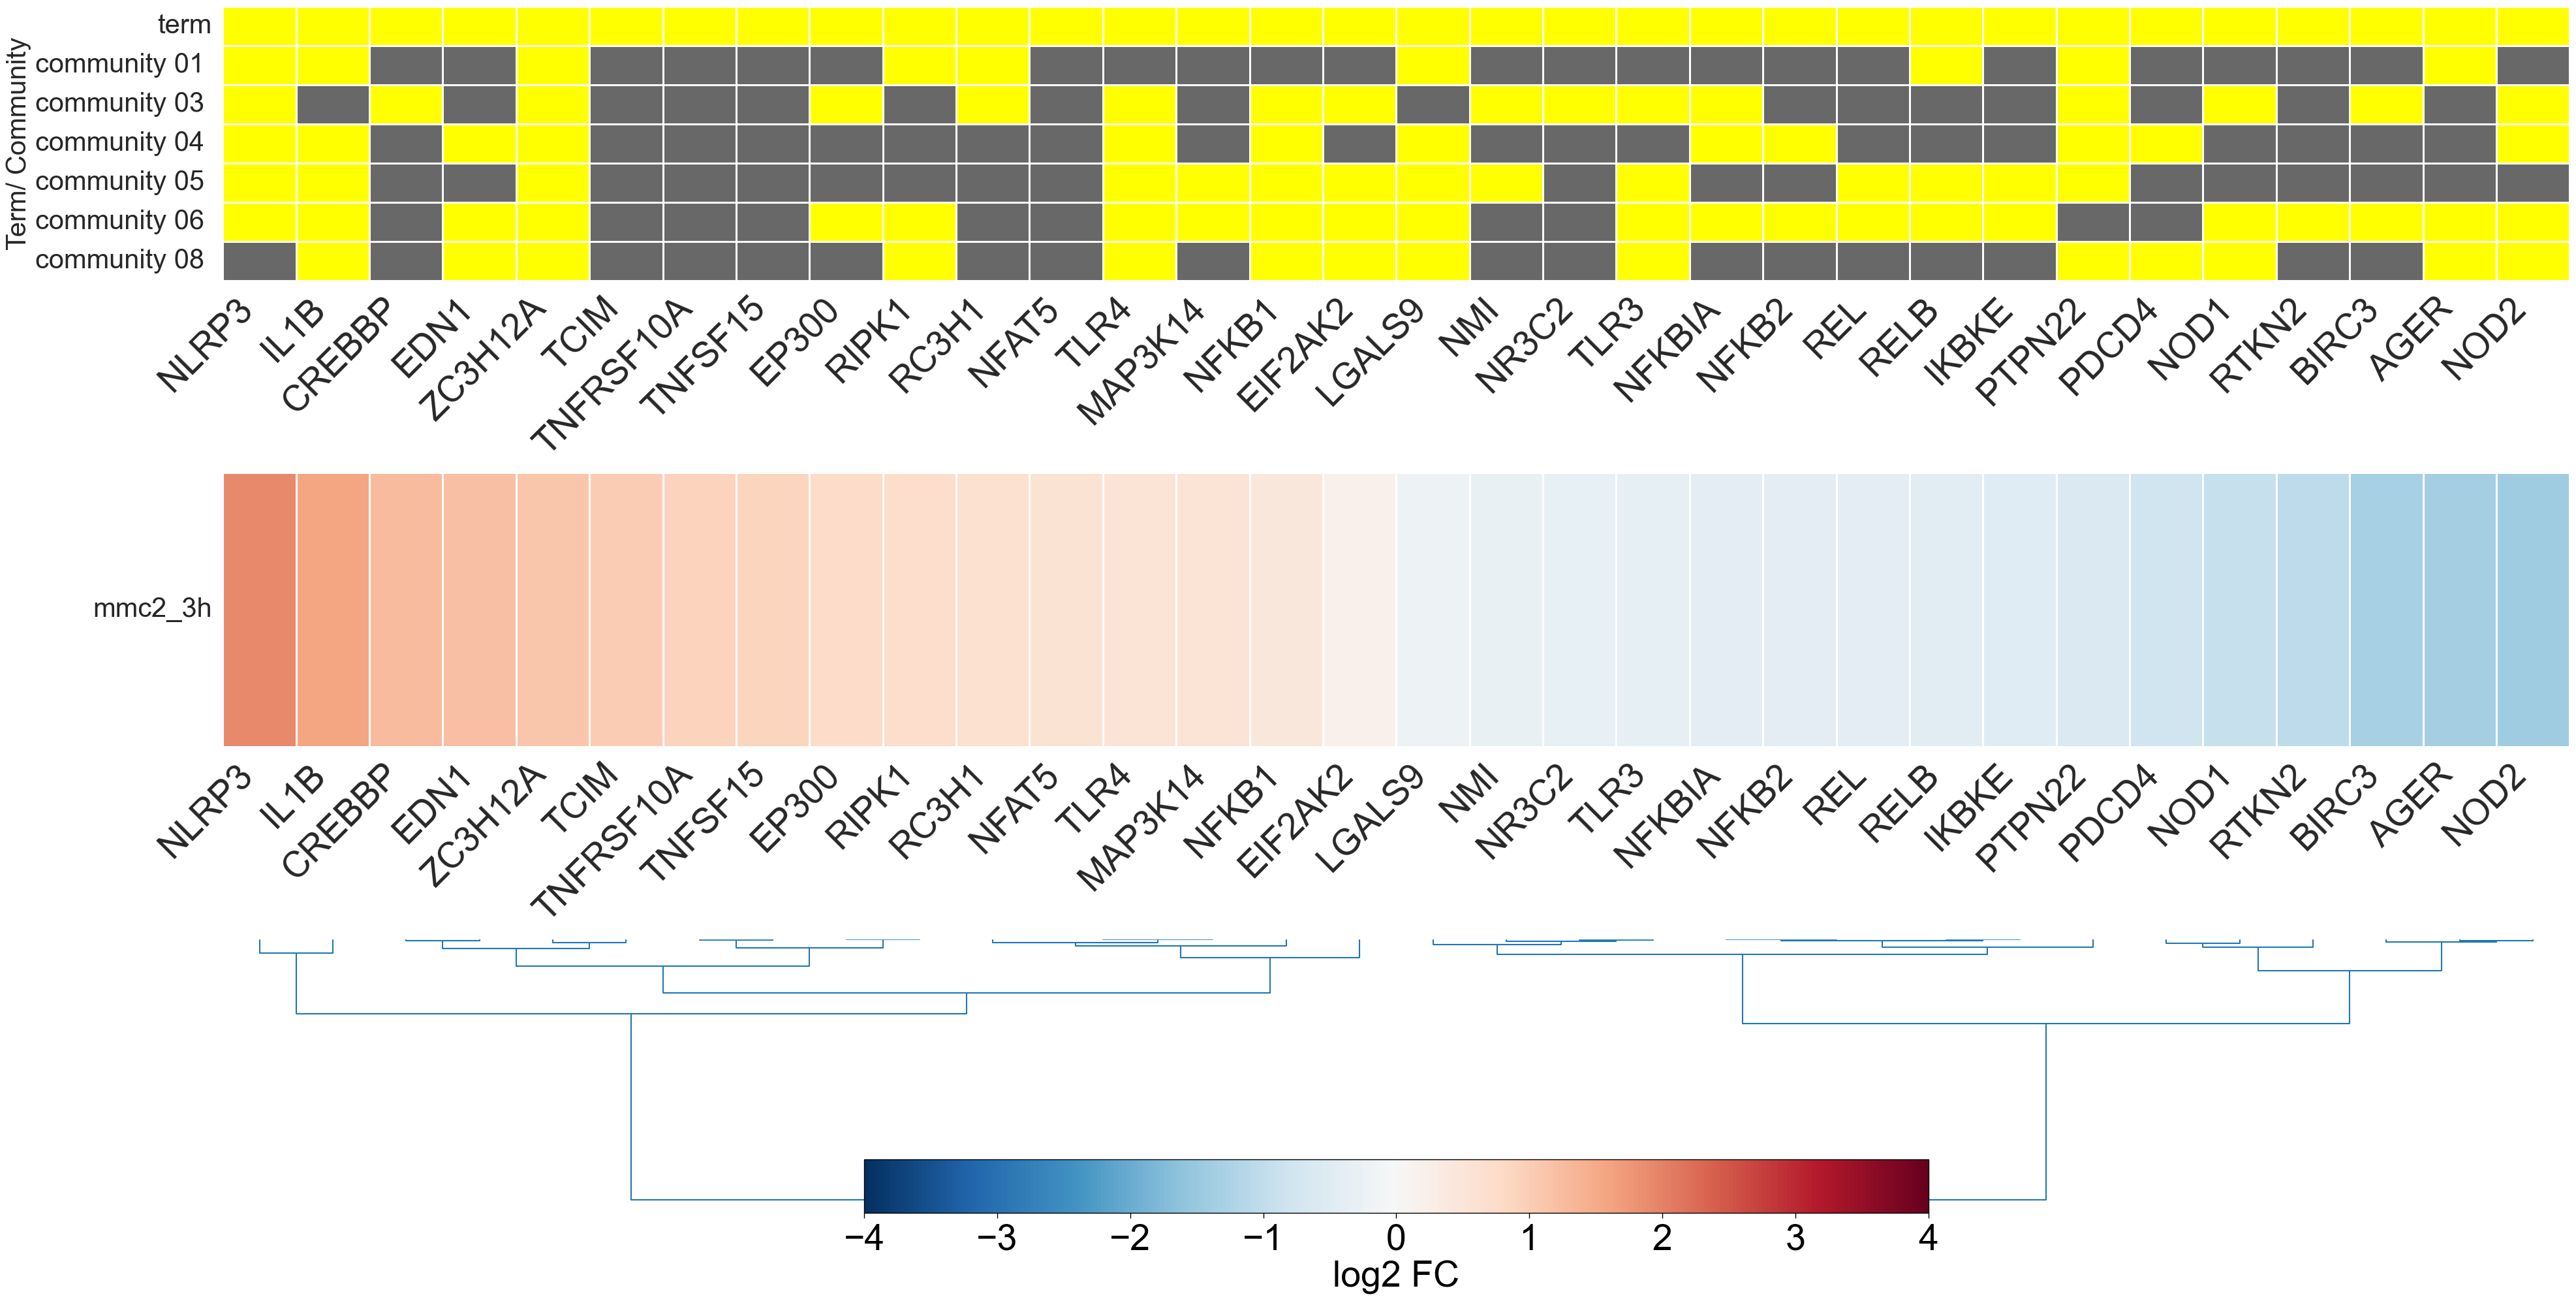 Term/ Community
term
community 01
community 03
community 04
community 05
community 06
community 08
NLRP3 IL1B CREBBP EDN1 ZC3H12A TCIM TNFRSF10A TNFSF15 EP300 RIPK1 RC3H1 NFAT5 TLR4 MAP3K14 NFKB1 EIF2AK2 LGALS9 NMI NR3C2 TLR3 NFKBIA NFKB2 REL RELB IKBKE PTPN22 PDCD4 NOD1 RTKN2 BIRC3 AGER NOD2
mmc2_3h
NLRP3 IL1B CREBBP EDN1 ZC3H12A TCIM TNFRSF10A TNFSF15 EP300 RIPK1 RC3H1 NFAT5 TLR4 MAP3K14 NFKB1 EIF2AK2 LGALS9 NMI NR3C2 TLR3 NFKBIA NFKB2 REL RELB IKBKE PTPN22 PDCD4 NOD1 RTKN2 BIRC3 AGER NOD2
−4 −3 −2 −1 0 1 2 3 4
log2 FC